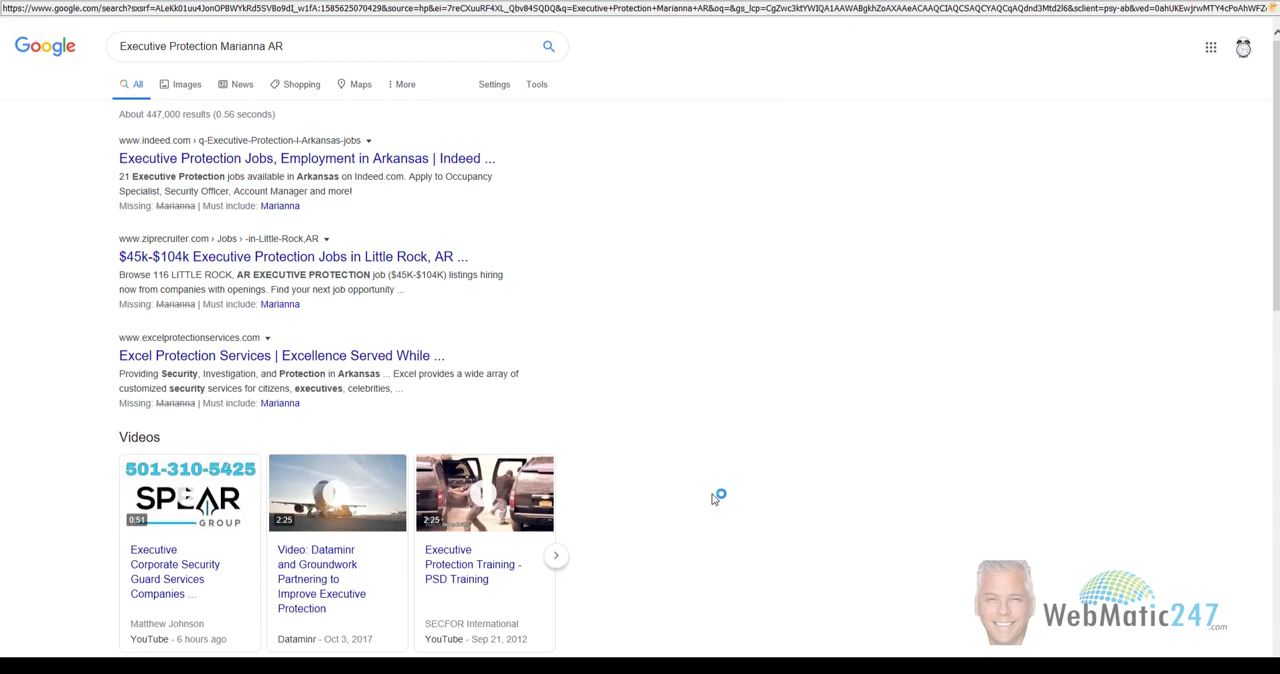 Google
Executive Protection Marianna AR
All Images News Shopping Maps More Settings Tools
About 447,000 results (0.56 seconds)
www.indeed.com › q-Executive-Protection-l-Arkansas-jobs
Executive Protection Jobs, Employment in Arkansas | Indeed ...
21 Executive Protection jobs available in Arkansas on Indeed.com. Apply to Occupancy
Specialist, Security Officer, Account Manager and more!
Missing: Marianna | Must include: Marianna
www.ziprecruiter.com › Jobs › -in-Little-Rock,AR
$45k-$104k Executive Protection Jobs in Little Rock, AR ...
Browse 116 LITTLE ROCK, AR EXECUTIVE PROTECTION job ($45K-$104K) listings hiring
now from companies with openings. Find your next job opportunity ...
Missing: Marianna | Must include: Marianna
www.excelprotectionservices.com
Excel Protection Services | Excellence Served While ...
Providing Security, Investigation, and Protection in Arkansas ... Excel provides a wide array of
customized security services for citizens, executives, celebrities, ...
Missing: Marianna | Must include: Marianna
Videos
501-310-5425
SPEAR
GROUP
0:51
Executive
Corporate Security
Guard Services
Companies ...
Matthew Johnson
YouTube - 6 hours ago
2:25
Video: Dataminr
and Groundwork
Partnering to
Improve Executive
Protection
Dataminr - Oct 3, 2017
2:25
Executive
Protection Training -
PSD Training
SECFOR International
YouTube - Sep 21, 2012
WebMatic247.com